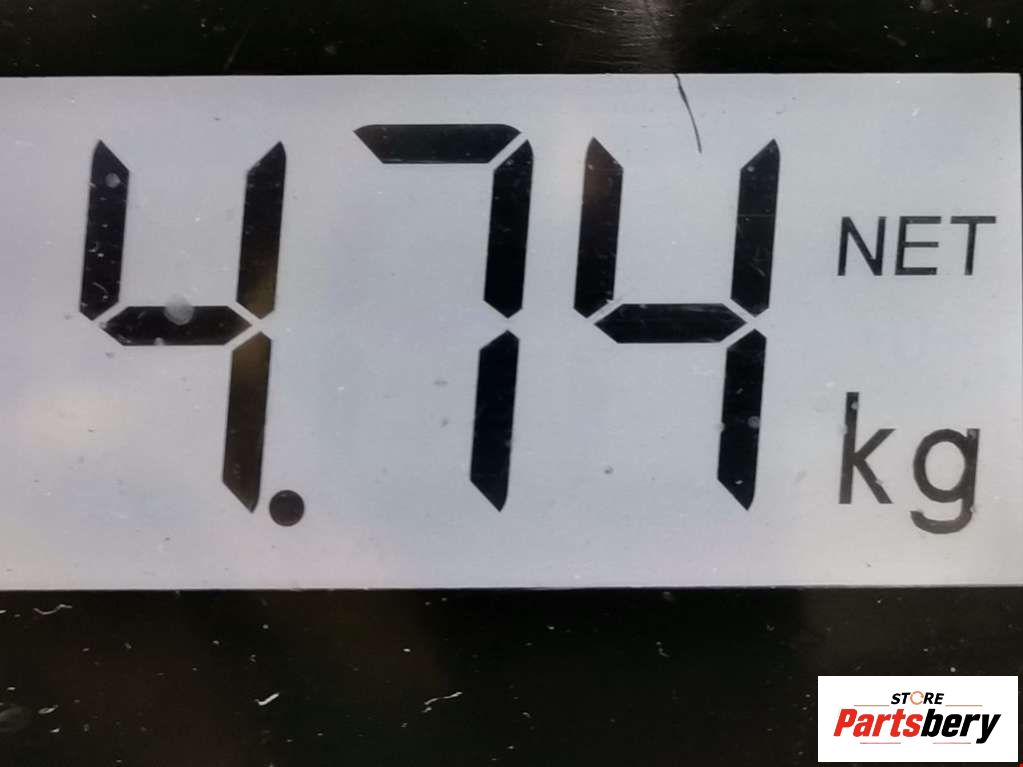 4.74 NET
kg
STORE
Partsbery